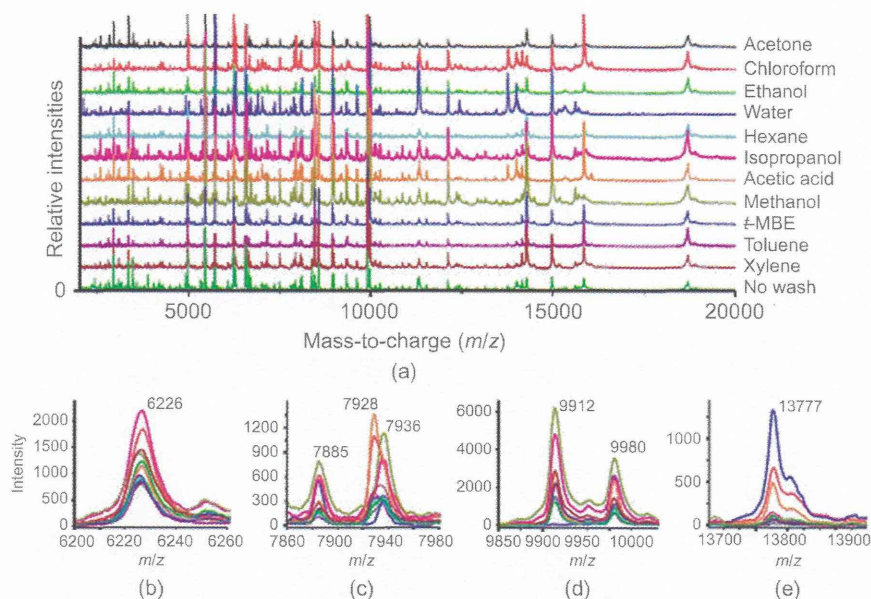 Relative intensities
0
Acetone
Chloroform
Ethanol
Water
Hexane
Isopropanol
Acetic acid
Methanol
t-MBE
Toluene
Xylene
No wash
5000 10000 15000 20000
Mass-to-charge (m/z)
(a)
Intensity
2000
1500
1000
500
0
6226
6200 6220 6240 6260
m/z
(b)
1200
900
600
300
0
7885
7928
7936
7860 7900 7940 7980
m/z
(c)
6000
4000
2000
0
9912
9980
9850 9900 9950 10000
m/z
(d)
1000
500
0
13777
13700 13800 13900
m/z
(e)